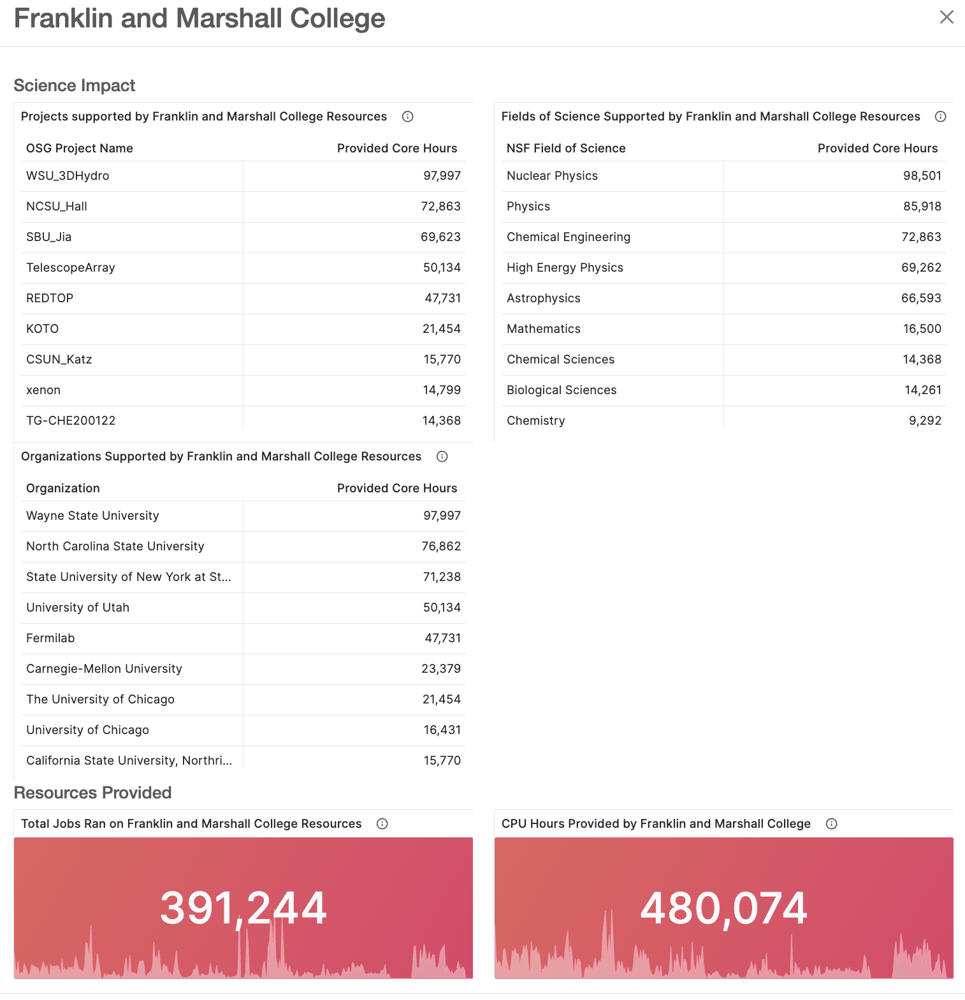 Franklin and Marshall College
Science Impact
Projects supported by Franklin and Marshall College Resources
OSG Project Name Provided Core Hours
WSU_3DHydro 97,997
NCSU_Hall 72,863
SBU_Jia 69,623
TelescopeArray 50,134
REDTOP 47,731
KOTO 21,454
CSUN_Katz 15,770
xenon 14,799
TG-CHE200122 14,368
Fields of Science Supported by Franklin and Marshall College Resources
NSF Field of Science Provided Core Hours
Nuclear Physics 98,501
Physics 85,918
Chemical Engineering 72,863
High Energy Physics 69,262
Astrophysics 66,593
Mathematics 16,500
Chemical Sciences 14,368
Biological Sciences 14,261
Chemistry 9,292
Organizations Supported by Franklin and Marshall College Resources
Organization Provided Core Hours
Wayne State University 97,997
North Carolina State University 76,862
State University of New York at St... 71,238
University of Utah 50,134
Fermilab 47,731
Carnegie-Mellon University 23,379
The University of Chicago 21,454
University of Chicago 16,431
California State University, Northri... 15,770
Resources Provided
Total Jobs Ran on Franklin and Marshall College Resources
391,244
CPU Hours Provided by Franklin and Marshall College
480,074